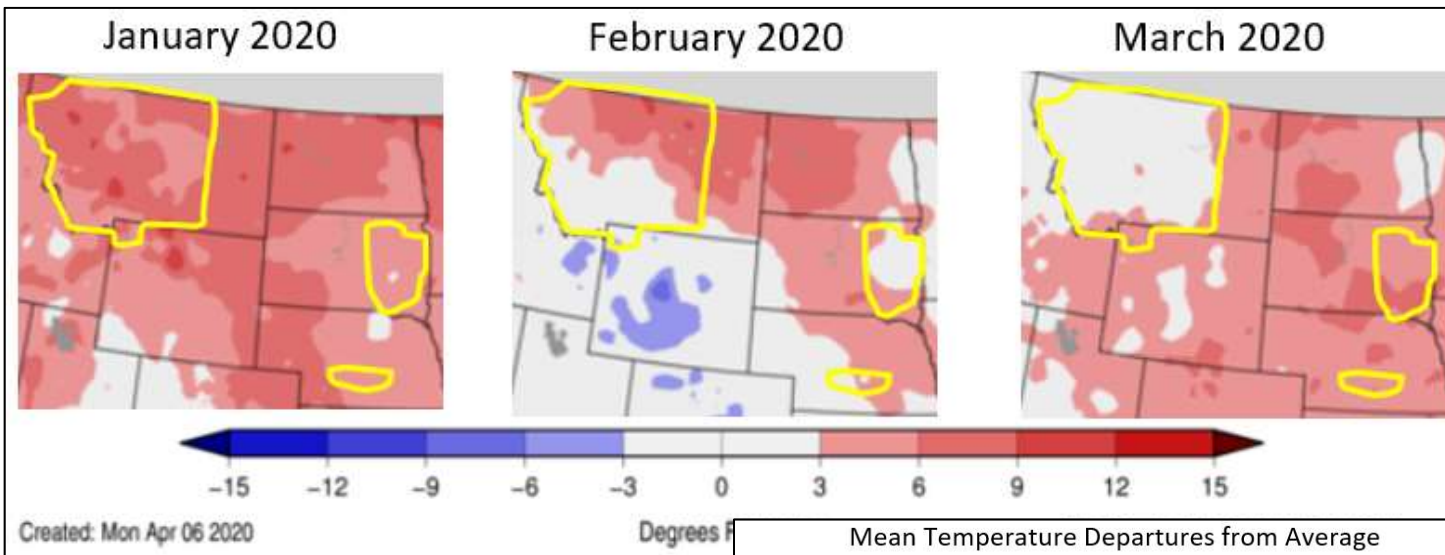 January 2020 February 2020 March 2020
−15 −12 −9 −6 −3 0 3 6 9 12 15
Created: Mon Apr 06 2020 Degrees F Mean Temperature Departures from Average